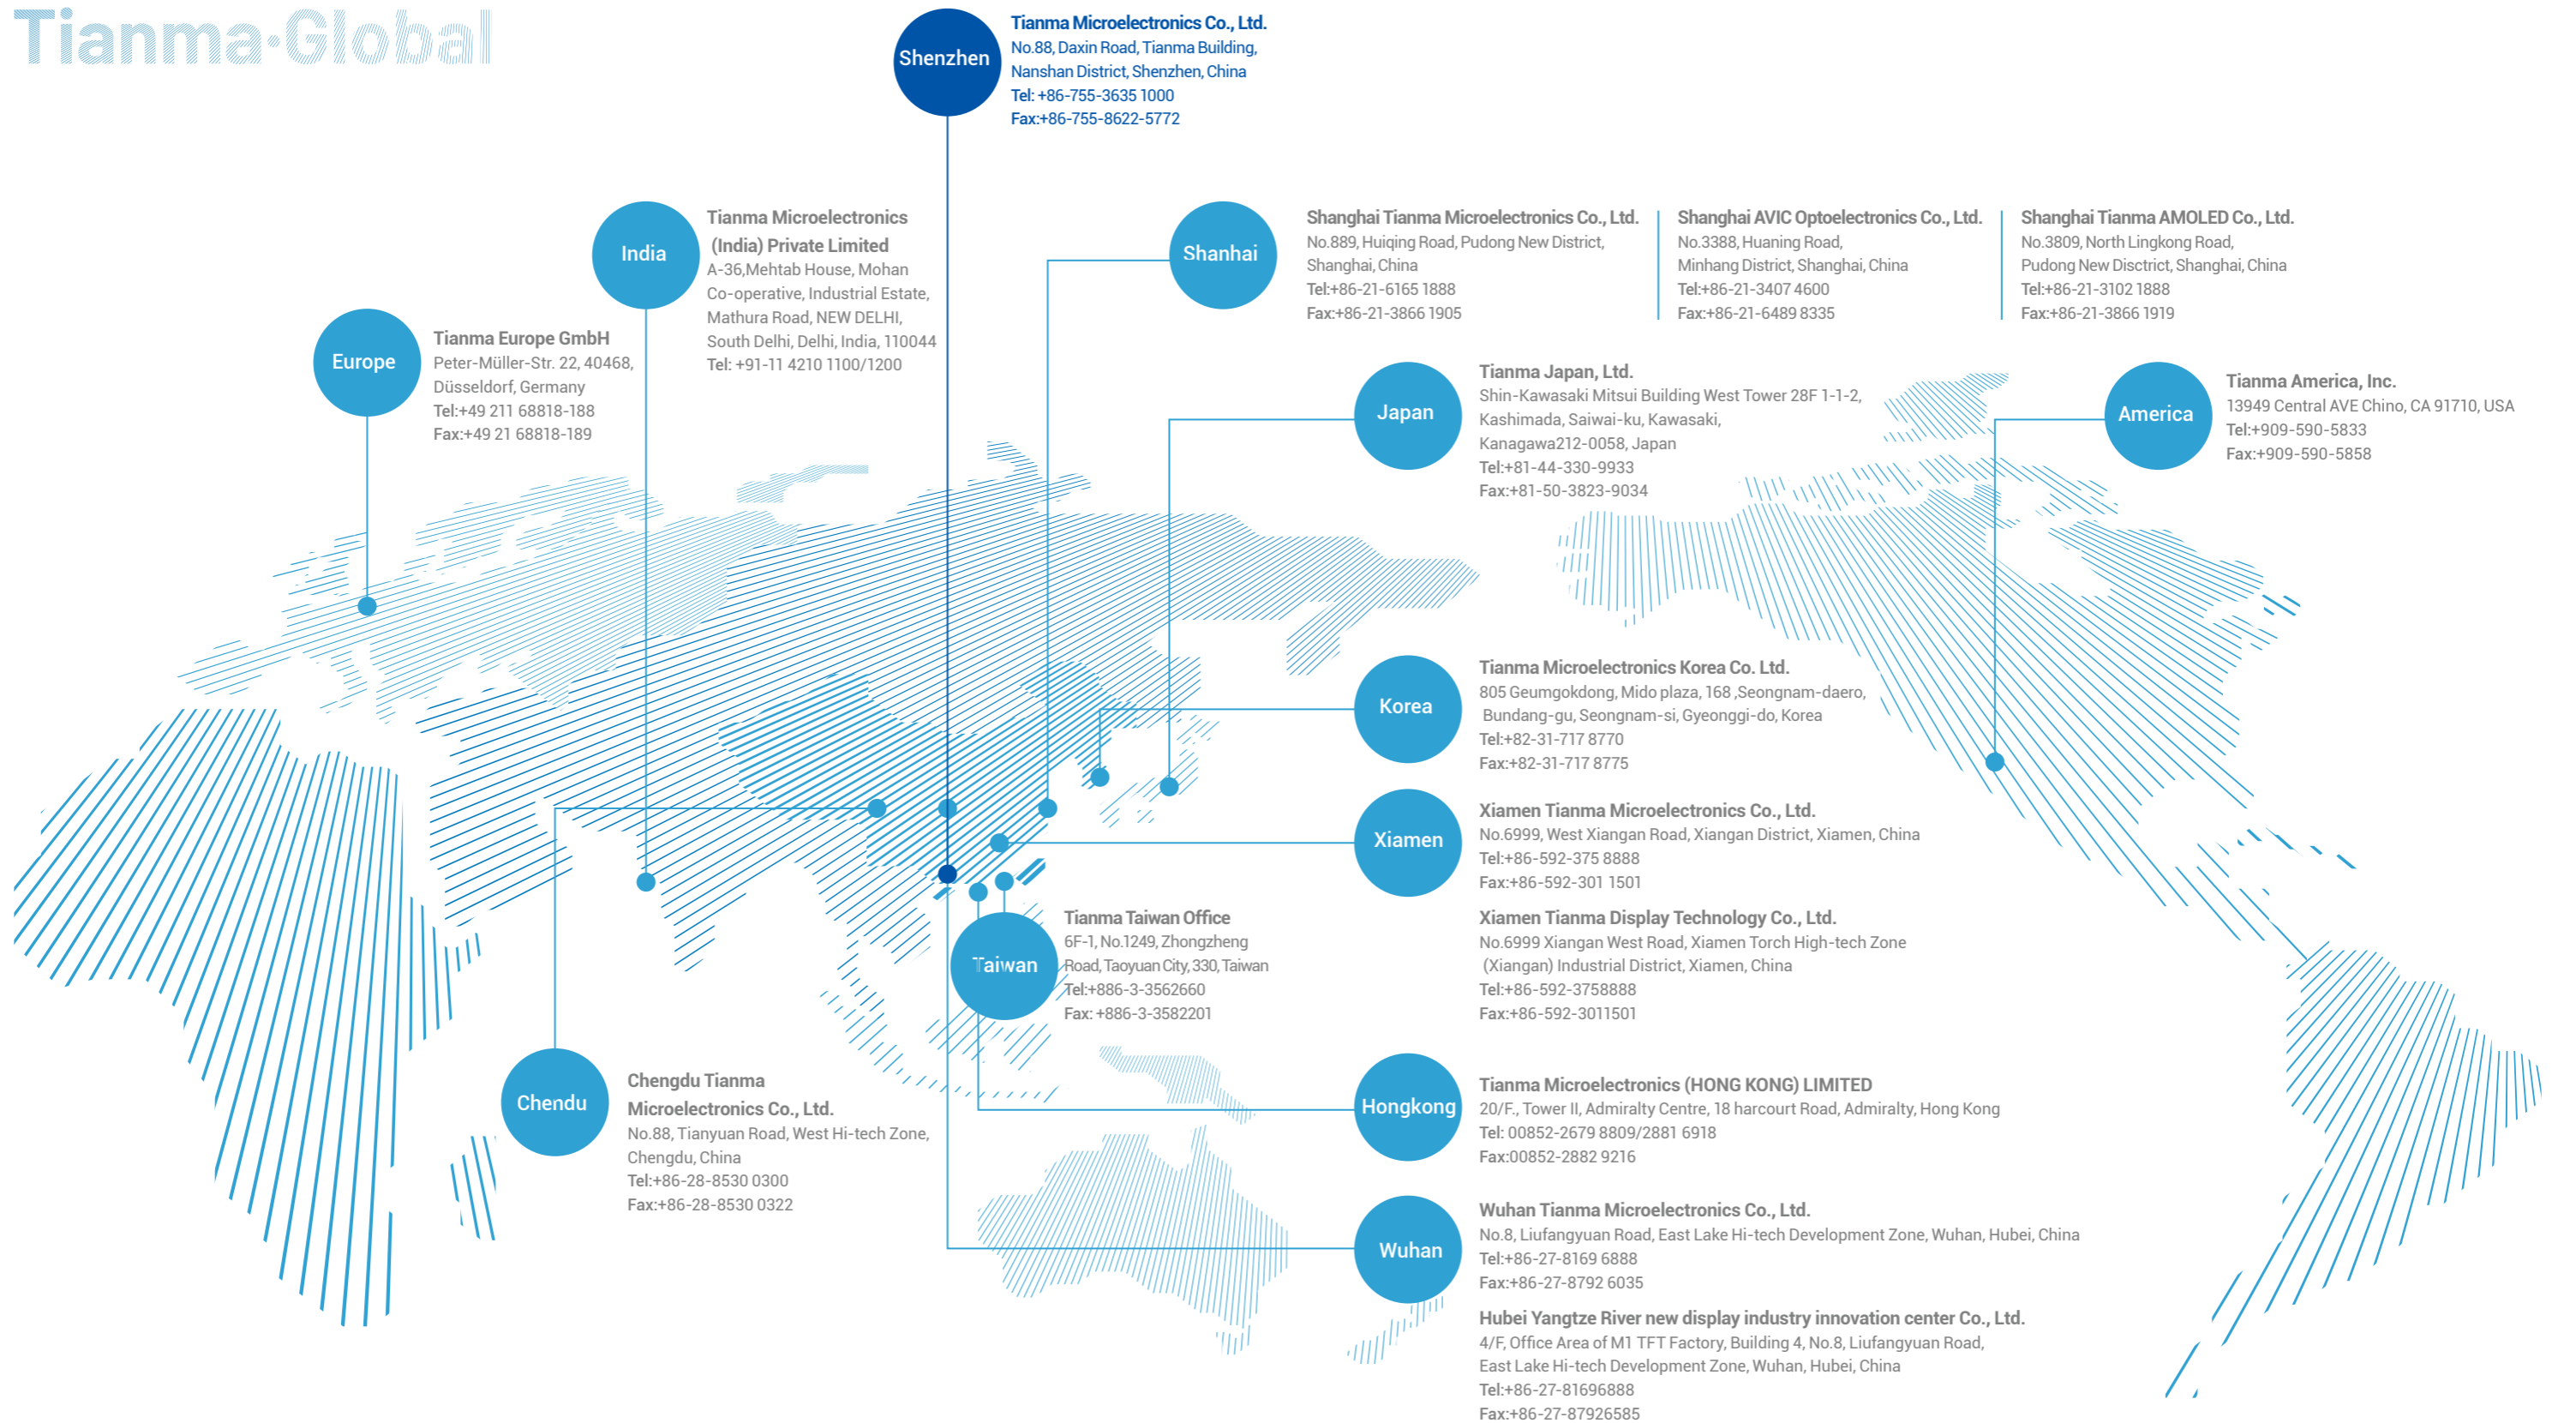 Tianma·Global
Shenzhen
Tianma Microelectronics Co., Ltd.
No.88, Daxin Road, Tianma Building,
Nanshan District, Shenzhen, China
Tel: +86-755-3635 1000
Fax:+86-755-8622-5772
India
Tianma Microelectronics
(India) Private Limited
A-36,Mehtab House, Mohan
Co-operative, Industrial Estate,
Mathura Road, NEW DELHI,
South Delhi, Delhi, India, 110044
Tel: +91-11 4210 1100/1200
Shanhai
Shanghai Tianma Microelectronics Co., Ltd.
No.889, Huiqing Road, Pudong New District,
Shanghai, China
Tel:+86-21-6165 1888
Fax:+86-21-3866 1905
Shanghai AVIC Optoelectronics Co., Ltd.
No.3388, Huaning Road,
Minhang District, Shanghai, China
Tel:+86-21-3407 4600
Fax:+86-21-6489 8335
Shanghai Tianma AMOLED Co., Ltd.
No.3809, North Lingkong Road,
Pudong New Disctrict, Shanghai, China
Tel:+86-21-3102 1888
Fax:+86-21-3866 1919
Europe
Tianma Europe GmbH
Peter-Müller-Str. 22, 40468,
Düsseldorf, Germany
Tel:+49 211 68818-188
Fax:+49 21 68818-189
Japan
Tianma Japan, Ltd.
Shin-Kawasaki Mitsui Building West Tower 28F 1-1-2,
Kashimada, Saiwai-ku, Kawasaki,
Kanagawa212-0058, Japan
Tel:+81-44-330-9933
Fax:+81-50-3823-9034
America
Tianma America, Inc.
13949 Central AVE Chino, CA 91710, USA
Tel:+909-590-5833
Fax:+909-590-5858
Korea
Tianma Microelectronics Korea Co. Ltd.
805 Geumgokdong, Mido plaza, 168 ,Seongnam-daero,
Bundang-gu, Seongnam-si, Gyeonggi-do, Korea
Tel:+82-31-717 8770
Fax:+82-31-717 8775
Xiamen
Xiamen Tianma Microelectronics Co., Ltd.
No.6999, West Xiangan Road, Xiangan District, Xiamen, China
Tel:+86-592-375 8888
Fax:+86-592-301 1501
Xiamen Tianma Display Technology Co., Ltd.
No.6999 Xiangan West Road, Xiamen Torch High-tech Zone
(Xiangan) Industrial District, Xiamen, China
Tel:+86-592-3758888
Fax:+86-592-3011501
Taiwan
Tianma Taiwan Office
6F-1, No.1249, Zhongzheng
Road, Taoyuan City, 330, Taiwan
Tel:+886-3-3562660
Fax: +886-3-3582201
Chendu
Chengdu Tianma
Microelectronics Co., Ltd.
No.88, Tianyuan Road, West Hi-tech Zone,
Chengdu, China
Tel:+86-28-8530 0300
Fax:+86-28-8530 0322
Hongkong
Tianma Microelectronics (HONG KONG) LIMITED
20/F., Tower II, Admiralty Centre, 18 harcourt Road, Admiralty, Hong Kong
Tel: 00852-2679 8809/2881 6918
Fax:00852-2882 9216
Wuhan
Wuhan Tianma Microelectronics Co., Ltd.
No.8, Liufangyuan Road, East Lake Hi-tech Development Zone, Wuhan, Hubei, China
Tel:+86-27-8169 6888
Fax:+86-27-8792 6035
Hubei Yangtze River new display industry innovation center Co., Ltd.
4/F, Office Area of M1 TFT Factory, Building 4, No.8, Liufangyuan Road,
East Lake Hi-tech Development Zone, Wuhan, Hubei, China
Tel:+86-27-81696888
Fax:+86-27-87926585